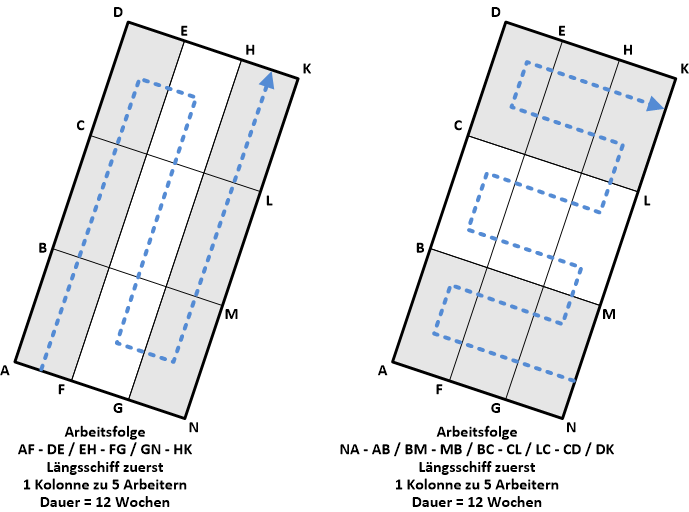 D
E
H
K
C
L
B
M
A
F
G
N
Arbeitsfolge
AF - DE / EH - FG / GN - HK
Längsschiff zuerst
1 Kolonne zu 5 Arbeitern
Dauer = 12 Wochen
D
E
H
K
C
L
B
M
A
F
G
N
Arbeitsfolge
NA - AB / BM - MB / BC - CL / LC - CD / DK
Längsschiff zuerst
1 Kolonne zu 5 Arbeitern
Dauer = 12 Wochen